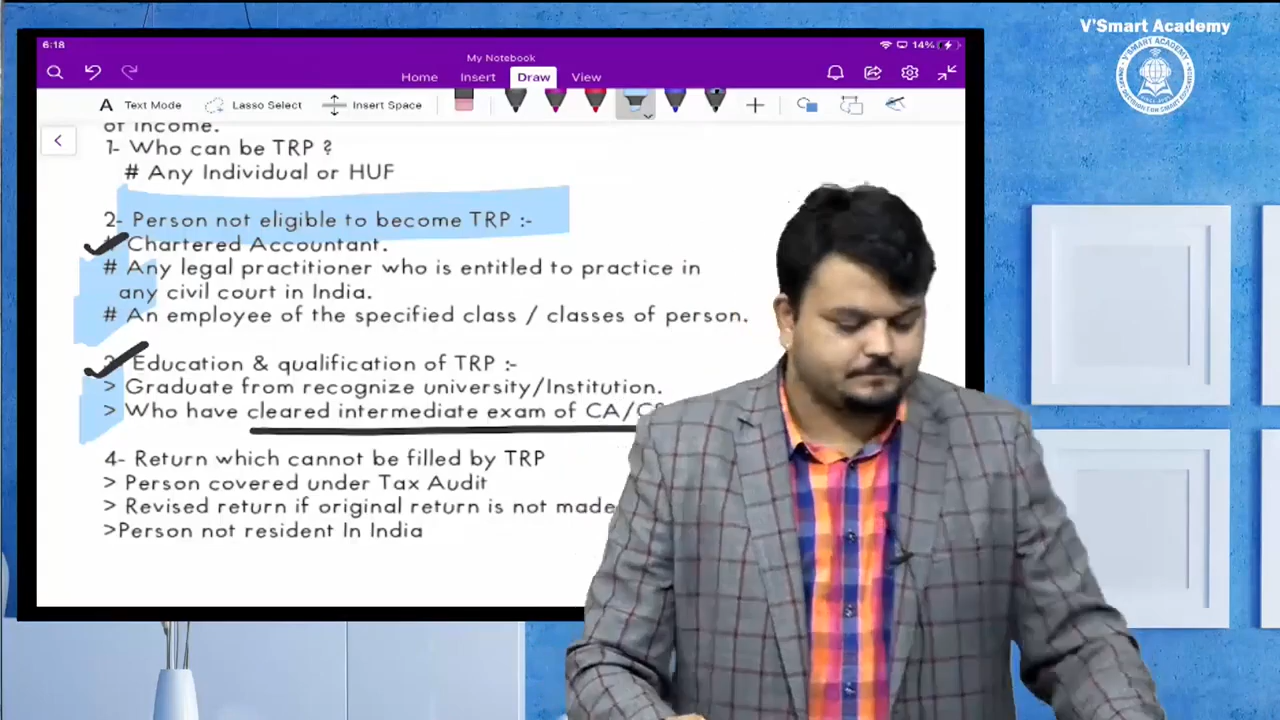 V'Smart Academy
6:18
14%
My Notebook
Home Insert Draw View
Text Mode Lasso Select Insert Space
of income.
1- Who can be TRP ?
# Any Individual or HUF
2- Person not eligible to become TRP :-
# Chartered Accountant.
# Any legal practitioner who is entitled to practice in
any civil court in India.
# An employee of the specified class / classes of person.
3- Education & qualification of TRP :-
> Graduate from recognize university/Institution.
> Who have cleared intermediate exam of CA/
4- Return which cannot be filled by TRP
> Person covered under Tax Audit
> Revised return if original return is not made
>Person not resident In India